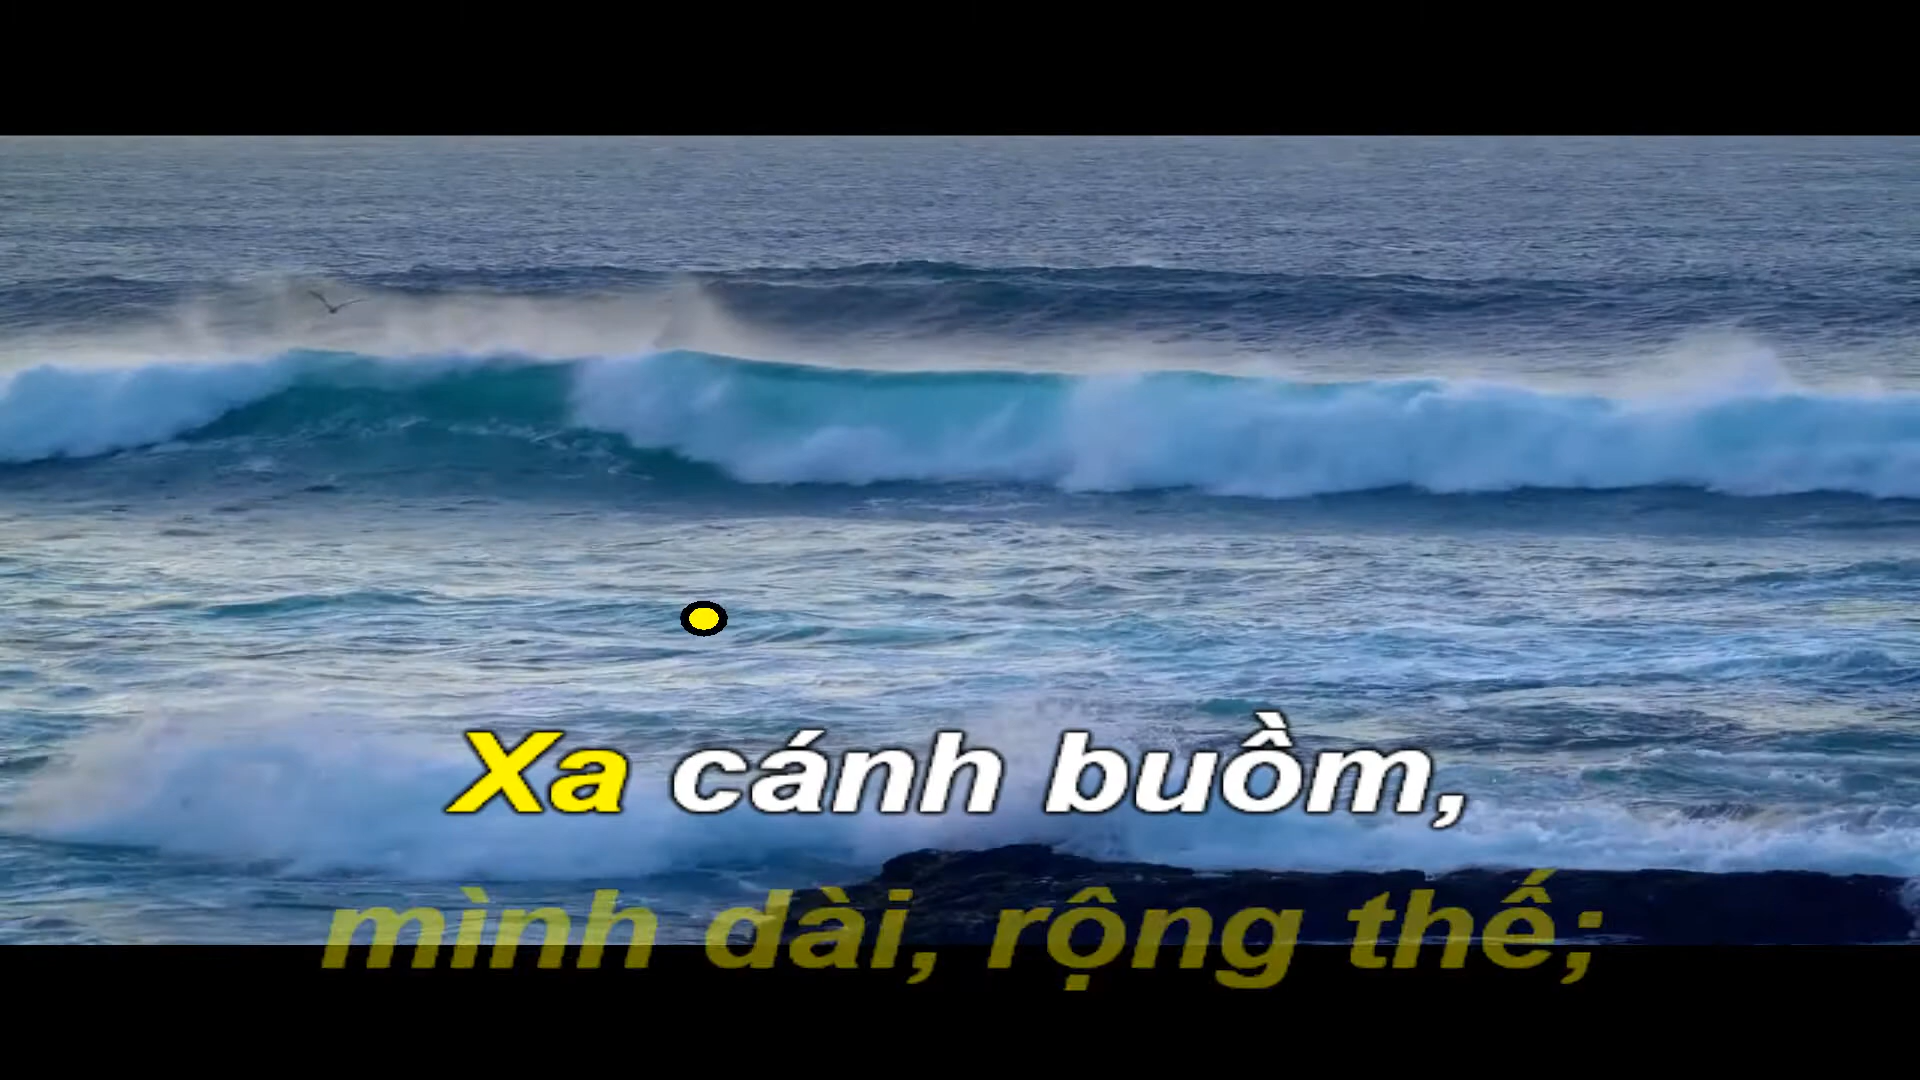 Xa cánh buồm,
mình dài, rộng thế;